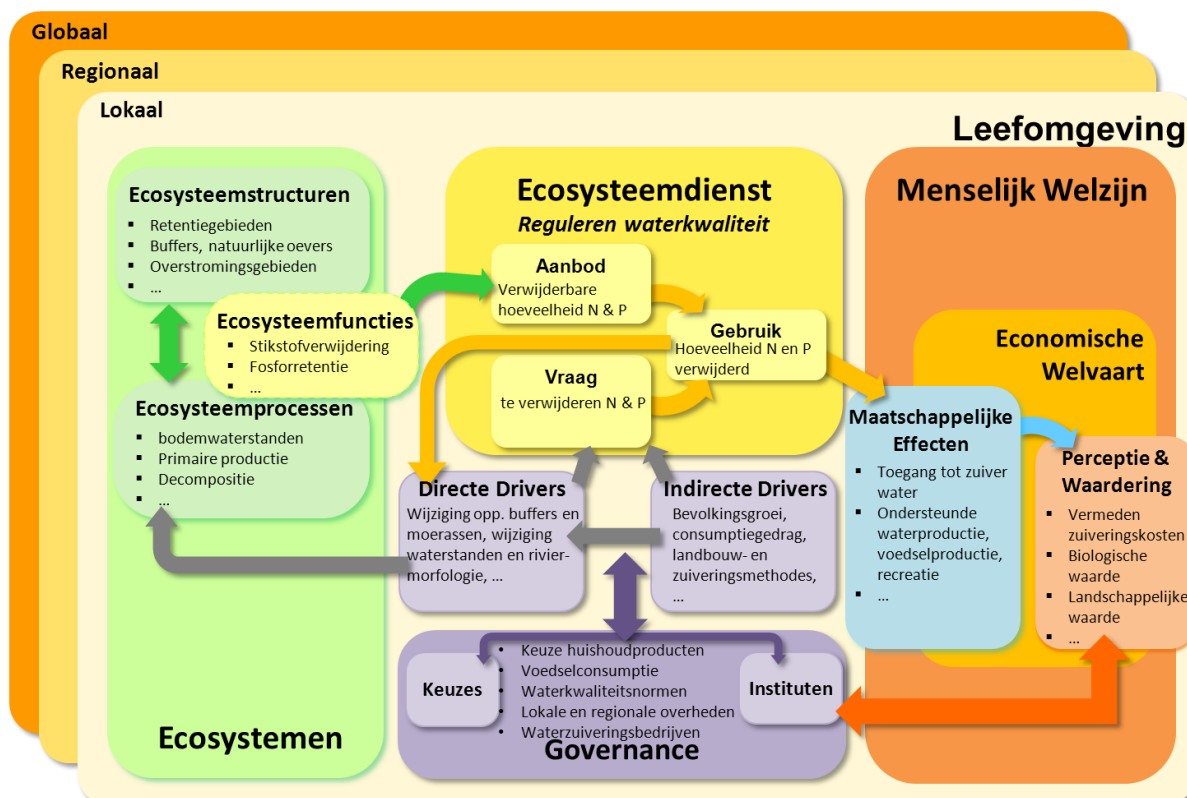 Globaal
Regionaal
Lokaal
Leefomgeving
Ecosysteemstructuren
▪ Retentiegebieden
▪ Buffers, natuurlijke oevers
▪ Overstromingsgebieden
▪ ...
Ecosysteemfuncties
▪ Stikstofverwijdering
▪ Fosforretentie
▪ ...
Ecosysteemprocessen
▪ bodemwaterstanden
▪ Primaire productie
▪ Decompositie
▪ ...
Ecosystemen
Ecosysteemdienst
Reguleren waterkwaliteit
Aanbod
Verwijderbare
hoeveelheid N & P
Gebruik
Hoeveelheid N en P
verwijderd
Vraag
te verwijderen N & P
Directe Drivers
Wijziging opp. buffers en
moerassen, wijziging
waterstanden en rivier-
morfologie, ...
Indirecte Drivers
Bevolkingsgroei,
consumptiegedrag,
landbouw- en
zuiveringsmethodes,
...
Keuzes
• Keuze huishoudproducten
• Voedselconsumptie
• Waterkwaliteitsnormen
• Lokale en regionale overheden
• Waterzuiveringsbedrijven
Instituten
Governance
Menselijk Welzijn
Economische
Welvaart
Maatschappelijke
Effecten
▪ Toegang tot zuiver
water
▪ Ondersteunde
waterproductie,
voedselproductie,
recreatie
▪ ...
Perceptie &
Waardering
▪ Vermeden
zuiveringskosten
▪ Biologische
waarde
▪ Landschappelijke
waarde
▪ ...